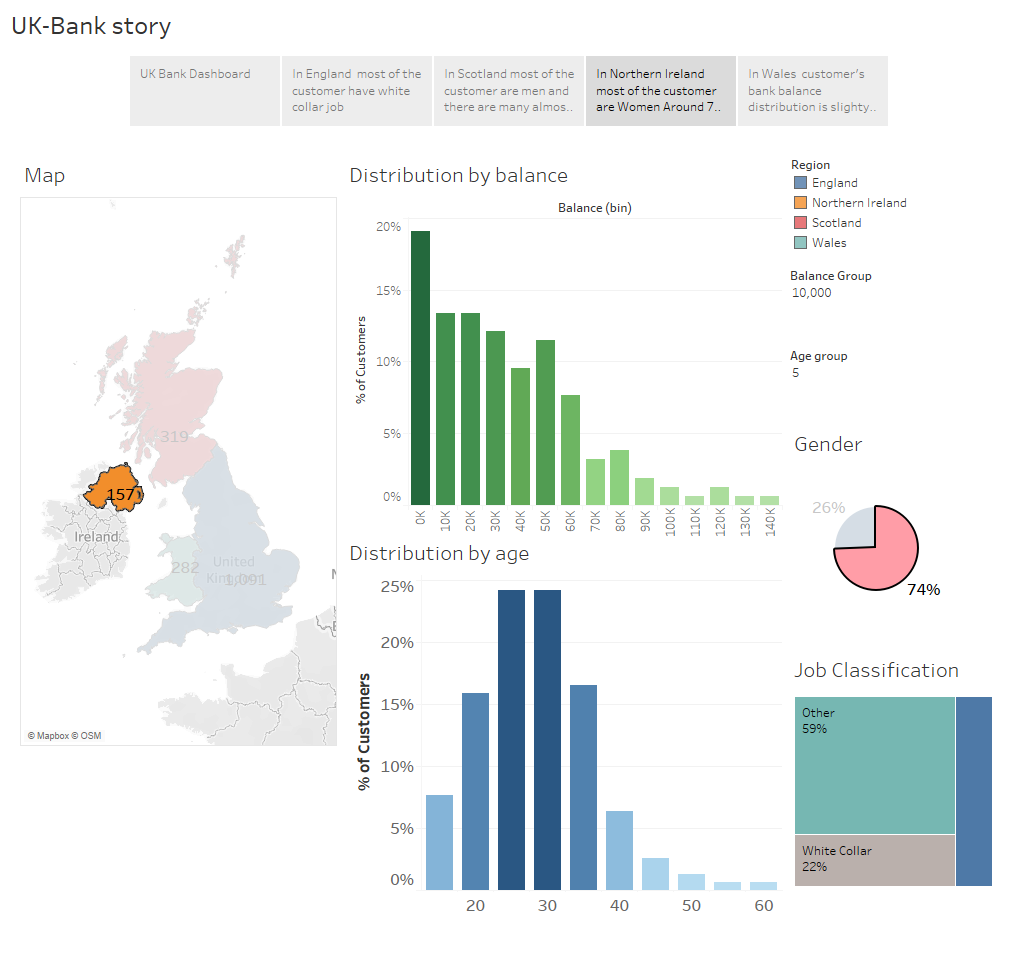 UK-Bank story
UK Bank Dashboard
In England most of the
customer have white
collar job
In Scotland most of the
customer are men and
there are many almos..
In Northern Ireland
most of the customer
are Women Around 7..
In Wales customer's
bank balance
distribution is slighty..
Map
319
157
Ireland
282
United
1,091
© Mapbox © OSM
Distribution by balance
Balance (bin)
% of Customers
20%
15%
10%
5%
0%
0K
10K
20K
30K
40K
50K
60K
70K
80K
90K
100K
110K
120K
130K
140K
Distribution by age
% of Customers
25%
20%
15%
10%
5%
0%
20
30
40
50
60
Region
England
Northern Ireland
Scotland
Wales
Balance Group
10,000
Age group
5
Gender
26%
74%
Job Classification
Other
59%
White Collar
22%